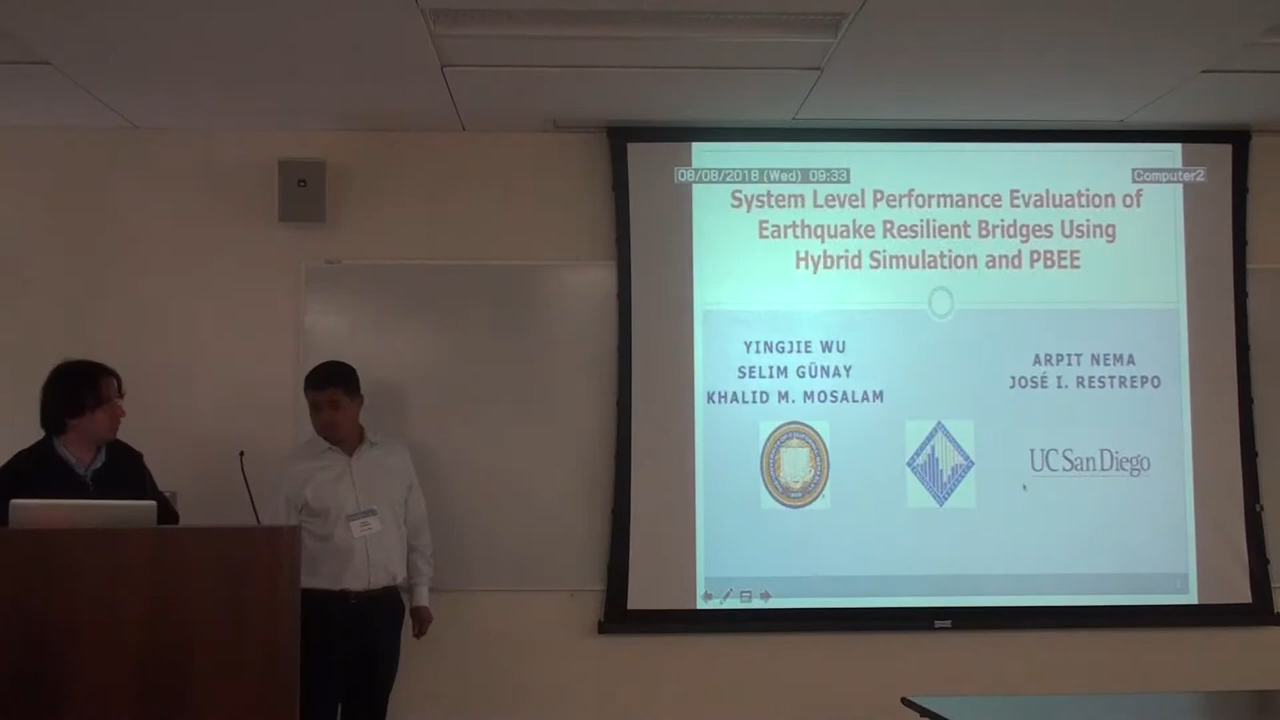 08/08/2018 (Wed) 09:33
Computer2
System Level Performance Evaluation of
Earthquake Resilient Bridges Using
Hybrid Simulation and PBEE
YINGJIE WU
SELIM GÜNAY
KHALID M. MOSALAM
ARPIT NEMA
JOSÉ I. RESTREPO
UC San Diego